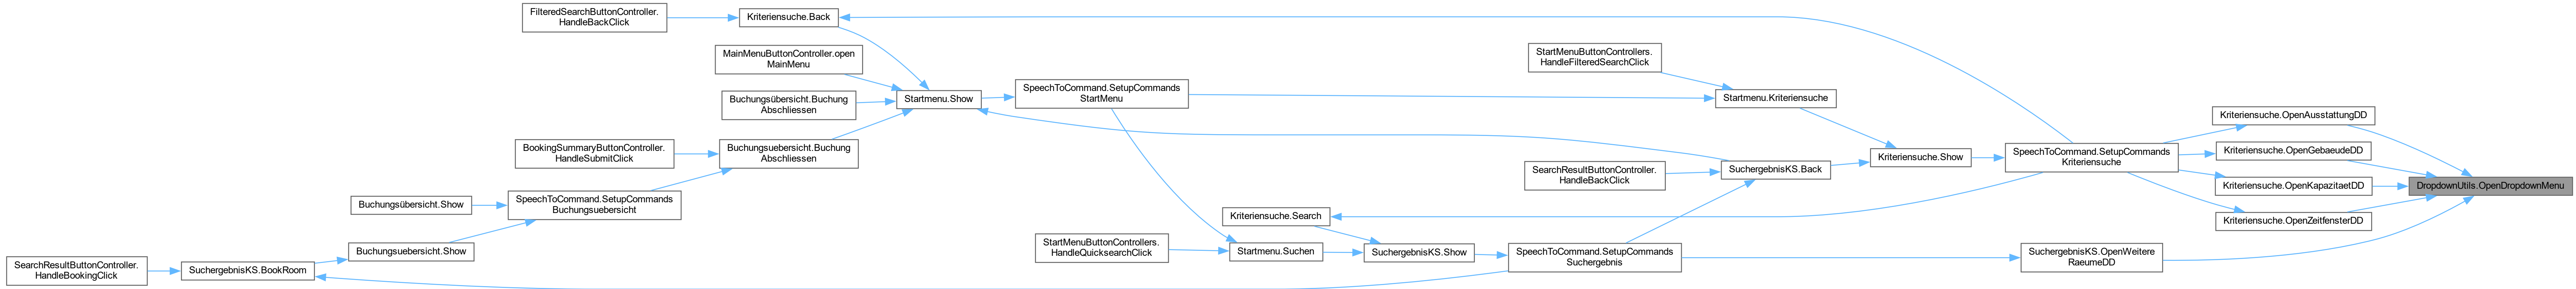 FilteredSearchButtonController.
HandleBackClick
Kriteriensuche.Back
MainMenuButtonController.open
MainMenu
StartMenuButtonControllers.
HandleFilteredSearchClick
Buchungsübersicht.Buchung
Abschliessen
Startmenu.Show
SpeechToCommand.SetupCommands
StartMenu
Startmenu.Kriteriensuche
Kriteriensuche.OpenAusstattungDD
BookingSummaryButtonController.
HandleSubmitClick
Buchungsuebersicht.Buchung
Abschliessen
SearchResultButtonController.
HandleBackClick
SuchergebnisKS.Back
Kriteriensuche.Show
SpeechToCommand.SetupCommands
Kriteriensuche
Kriteriensuche.OpenGebaeudeDD
Kriteriensuche.OpenKapazitaetDD
DropdownUtils.OpenDropdownMenu
Buchungsübersicht.Show
SpeechToCommand.SetupCommands
Buchungsuebersicht
Kriteriensuche.Search
Kriteriensuche.OpenZeitfensterDD
SearchResultButtonController.
HandleBookingClick
SuchergebnisKS.BookRoom
Buchungsuebersicht.Show
StartMenuButtonControllers.
HandleQuicksearchClick
Startmenu.Suchen
SuchergebnisKS.Show
SpeechToCommand.SetupCommands
Suchergebnis
SuchergebnisKS.OpenWeitere
RaeumeDD